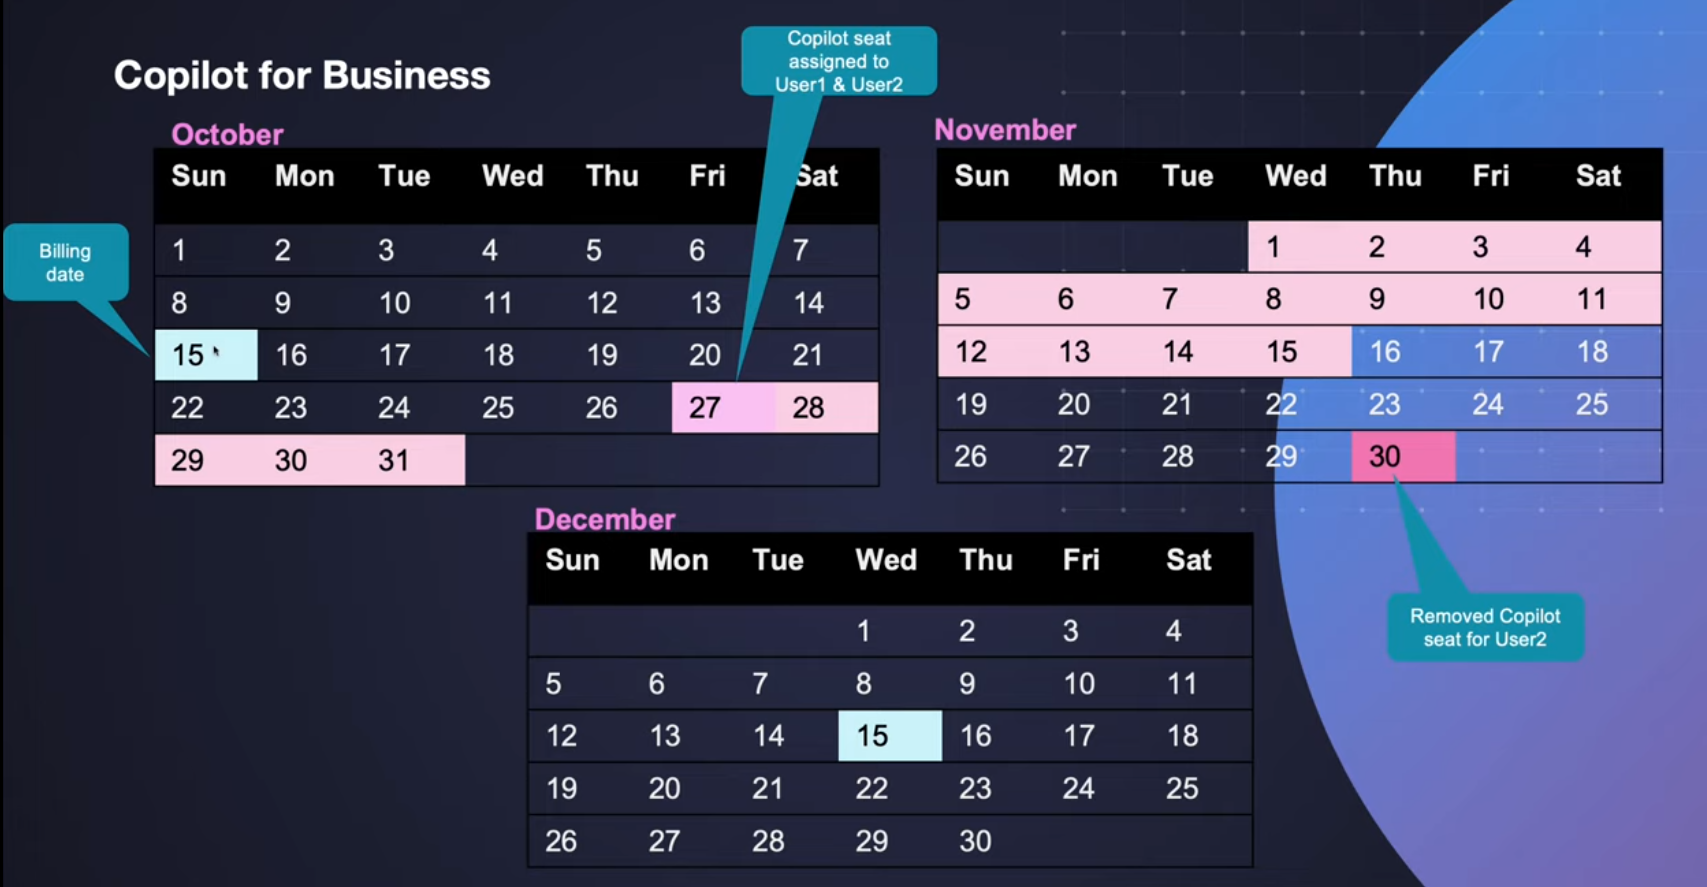 Copilot for Business
Copilot seat
assigned to
User1 & User2
Billing
date
October
Sun Mon Tue Wed Thu Fri Sat
1 2 3 4 5 6 7
8 9 10 11 12 13 14
15 16 17 18 19 20 21
22 23 24 25 26 27 28
29 30 31
November
Sun Mon Tue Wed Thu Fri Sat
1 2 3 4
5 6 7 8 9 10 11
12 13 14 15 16 17 18
19 20 21 22 23 24 25
26 27 28 29 30
Removed Copilot
seat for User2
December
Sun Mon Tue Wed Thu Fri Sat
1 2 3 4
5 6 7 8 9 10 11
12 13 14 15 16 17 18
19 20 21 22 23 24 25
26 27 28 29 30